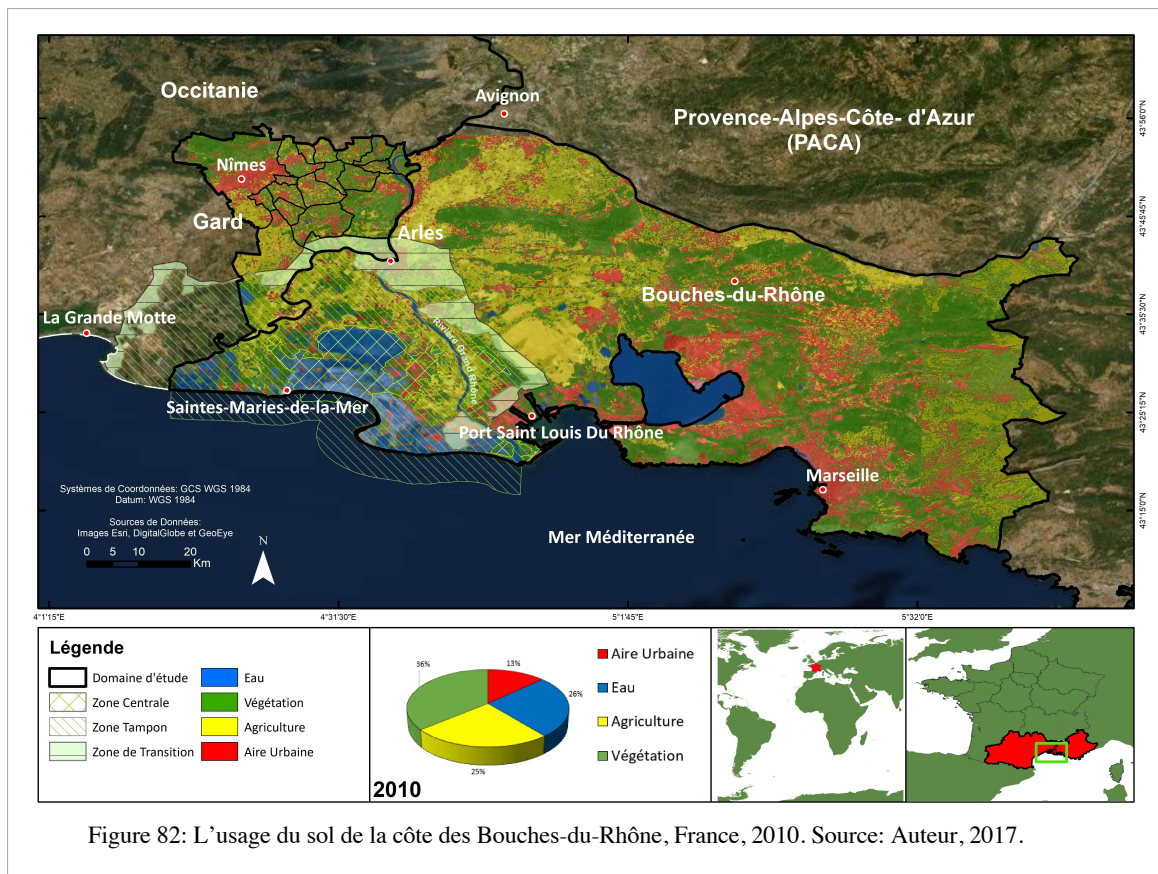 Occitanie
Avignon
Provence-Alpes-Côte- d'Azur
(PACA)
Nîmes
Gard
Arles
Bouches-du-Rhône
La Grande Motte
Rivière Grand Rhône
Saintes-Maries-de-la-Mer
Port Saint Louis Du Rhône
Marseille
Mer Méditerranée
Systèmes de Coordonnées: GCS WGS 1984
Datum: WGS 1984
Sources de Données:
Images Esri, DigitalGlobe et GeoEye
0 5 10 20
Km
N
43°56'0"N
43°45'45"N
43°35'30"N
43°25'15"N
43°15'0"N
4°1'15"E
4°31'30"E
5°1'45"E
5°32'0"E
Légende
Domaine d'étude
Zone Centrale
Zone Tampon
Zone de Transition
Eau
Végétation
Agriculture
Aire Urbaine
36%
13%
26%
25%
2010
Aire Urbaine
Eau
Agriculture
Végétation
Figure 82: L’usage du sol de la côte des Bouches-du-Rhône, France, 2010. Source: Auteur, 2017.